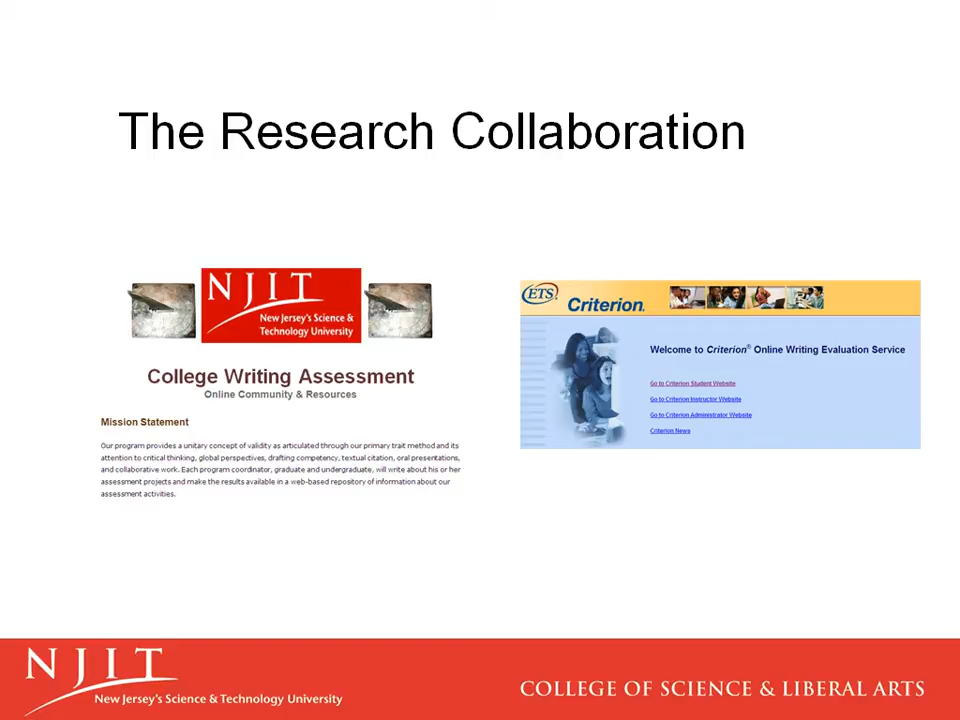 The Research Collaboration
NJIT
New Jersey's Science &
Technology University
College Writing Assessment
Online Community & Resources
Mission Statement
Our program provides a unitary concept of validity as articulated through our primary trait method and its
attention to critical thinking, global perspectives, drafting competency, textual citation, oral presentations,
and collaborative work. Each program coordinator, graduate and undergraduate, will write about his or her
assessment projects and make the results available in a web-based repository of information about our
assessment activities.
ETS Criterion.
Welcome to Criterion® Online Writing Evaluation Service
Go to Criterion Student Website
Go to Criterion Instructor Website
Go to Criterion Administrator Website
Criterion News
NJIT
New Jersey's Science & Technology University
COLLEGE OF SCIENCE & LIBERAL ARTS